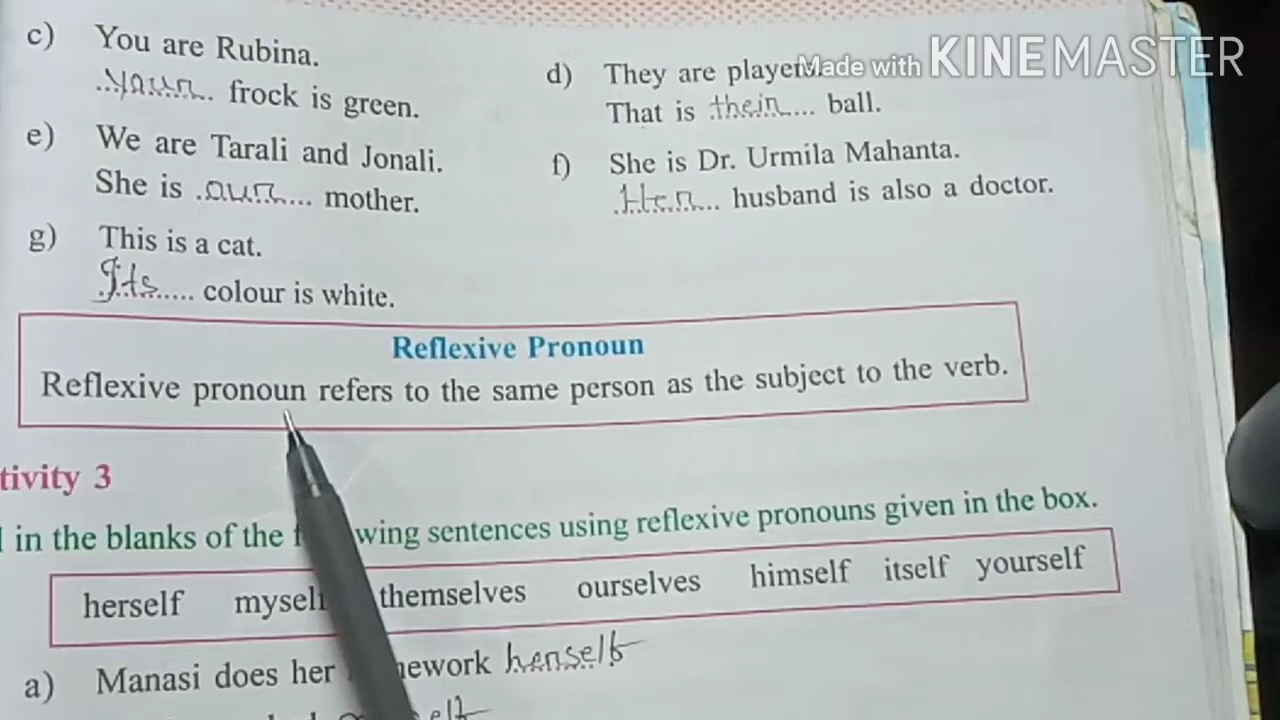 c) You are Rubina.
your frock is green.
d) They are players.
That is their ball.
e) We are Tarali and Jonali.
She is our mother.
f) She is Dr. Urmila Mahanta.
Her husband is also a doctor.
g) This is a cat.
Its colour is white.
Reflexive Pronoun
Reflexive pronoun refers to the same person as the subject to the verb.
tivity 3
in the blanks of the wing sentences using reflexive pronouns given in the box.
herself themselves ourselves himself itself yourself
a) Manasi does her herself
Made with KINEMASTER